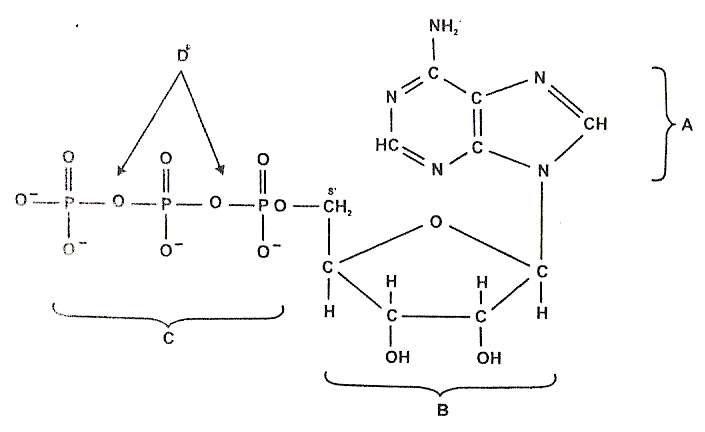 NH2
D
N C N
C
A
HC CH
N C
N
O O O
O⁻ P O P O P O CH2
5'
O
O⁻ O⁻ O⁻
C C
H H H H
C C
C
OH OH
B